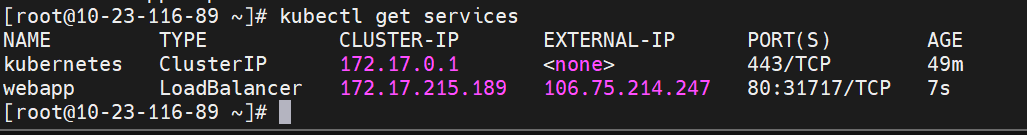 [root@10-23-116-89 ~]# kubectl get services
NAME         TYPE           CLUSTER-IP       EXTERNAL-IP      PORT(S)        AGE
kubernetes   ClusterIP      172.17.0.1       <none>           443/TCP        49m
webapp       LoadBalancer   172.17.215.189   106.75.214.247   80:31717/TCP   7s
[root@10-23-116-89 ~]#